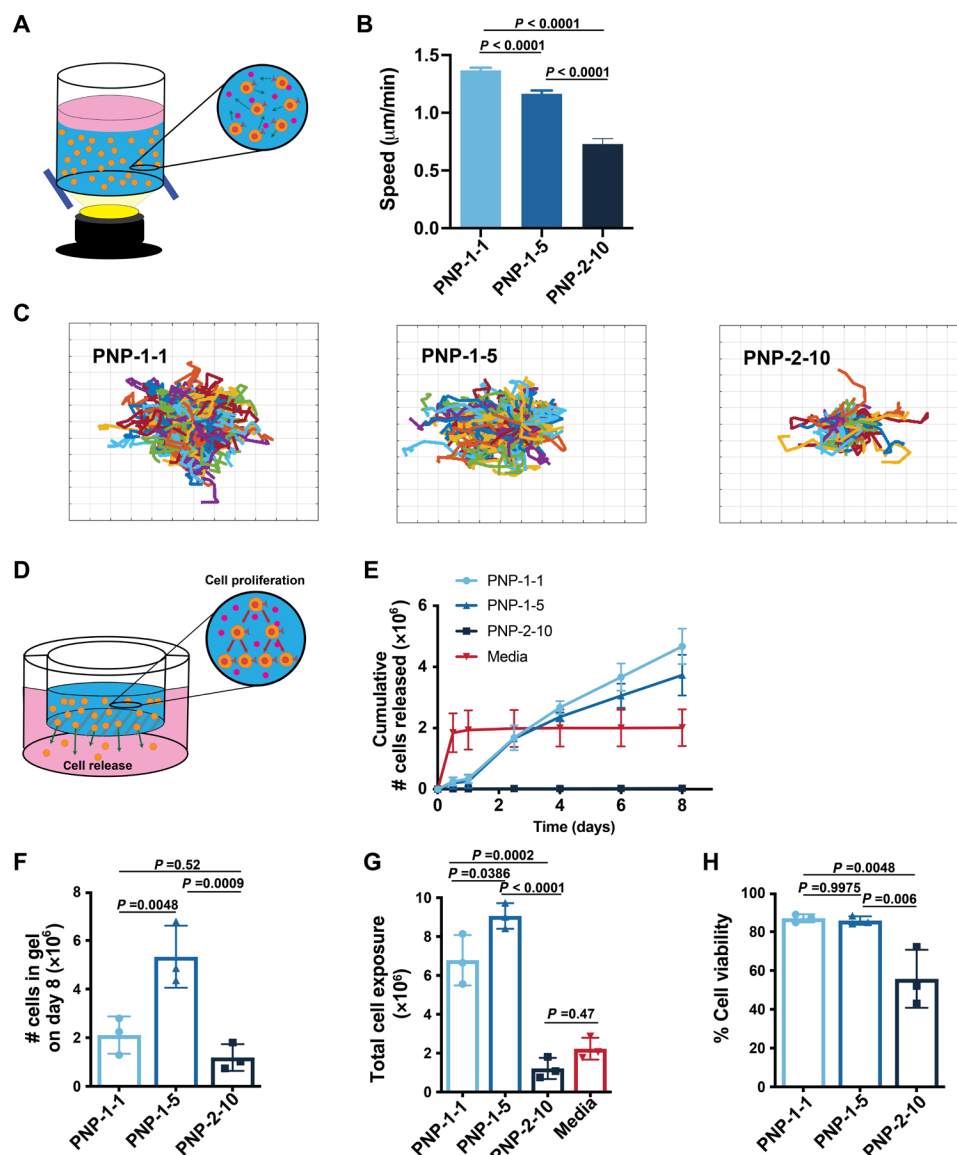 A
B
P < 0.0001
P < 0.0001
P < 0.0001
Speed (μm/min)
1.5
1.0
0.5
0.0
PNP-1-1
PNP-1-5
PNP-2-10
C
PNP-1-1
PNP-1-5
PNP-2-10
D
Cell proliferation
Cell release
E
PNP-1-1
PNP-1-5
PNP-2-10
Media
Cumulative
# cells released (×10⁶)
6
4
2
0
0
2
4
6
8
Time (days)
F
P =0.52
P =0.0009
P =0.0048
# cells in gel
on day 8 (×10⁶)
8
6
4
2
0
PNP-1-1
PNP-1-5
PNP-2-10
G
P =0.0002
P =0.0386
P < 0.0001
P =0.47
Total cell exposure
(×10⁶)
10
8
6
4
2
0
PNP-1-1
PNP-1-5
PNP-2-10
Media
H
P =0.0048
P =0.9975
P =0.006
% Cell viability
100
80
60
40
20
0
PNP-1-1
PNP-1-5
PNP-2-10